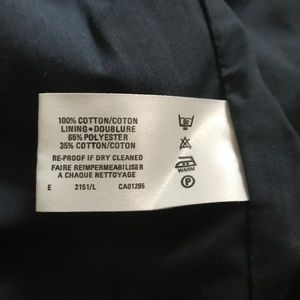 100% COTTON/COTON
LINING•DOUBLURE
65% POLYESTER
35% COTTON/COTON
RE-PROOF IF DRY CLEANED
FAIRE REIMPERMEABILISER
A CHAQUE NETTOYAGE
E 2151/L CA01295
WARM
P